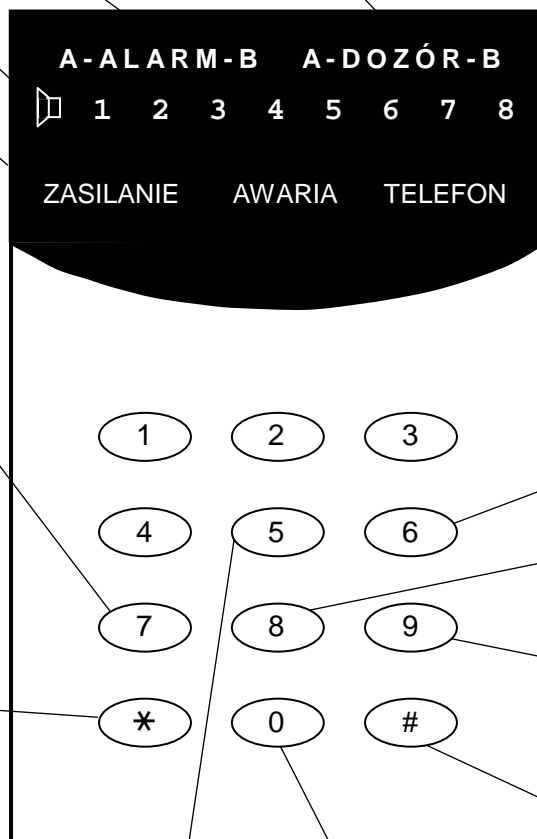 A-ALARM-B A-DOZÓR-B
1 2 3 4 5 6 7 8
ZASILANIE AWARIA TELEFON
1 2 3
4 5 6
7 8 9
* 0 #